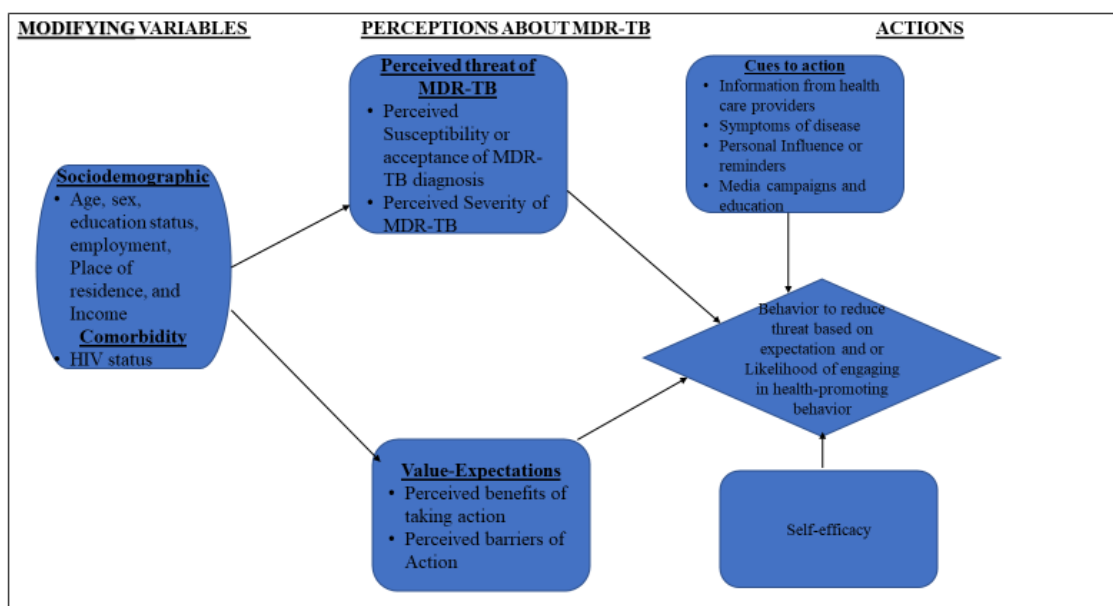 MODIFYING VARIABLES
PERCEPTIONS ABOUT MDR-TB
ACTIONS
Sociodemographic
• Age, sex,
education status,
employment,
Place of
residence, and
Income
Comorbidity
• HIV status
Perceived threat of
MDR-TB
• Perceived
Susceptibility or
acceptance of MDR-
TB diagnosis
• Perceived Severity of
MDR-TB
Value-Expectations
• Perceived benefits of
taking action
• Perceived barriers of
Action
Cues to action
• Information from health
care providers
• Symptoms of disease
• Personal Influence or
reminders
• Media campaigns and
education
Behavior to reduce
threat based on
expectation and or
Likelihood of engaging
in health-promoting
behavior
Self-efficacy